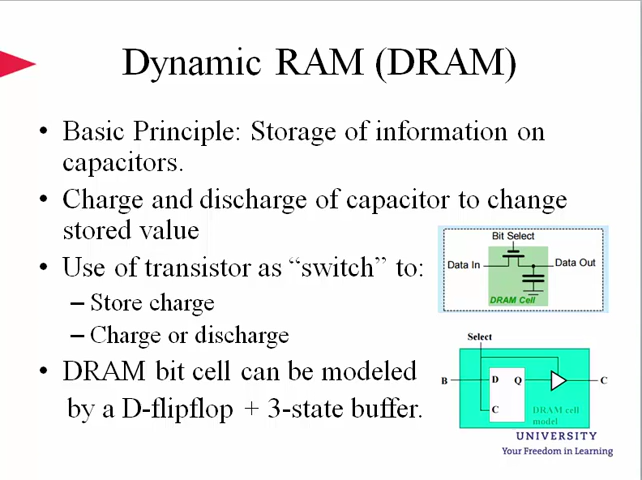 Dynamic RAM (DRAM)
• Basic Principle: Storage of information on
capacitors.
• Charge and discharge of capacitor to change
stored value
• Use of transistor as “switch” to:
– Store charge
– Charge or discharge
• DRAM bit cell can be modeled
by a D-flipflop + 3-state buffer.
Bit Select
Data In
Data Out
DRAM Cell
Select
B
D Q
C
C
DRAM cell
model
UNIVERSITY
Your Freedom in Learning